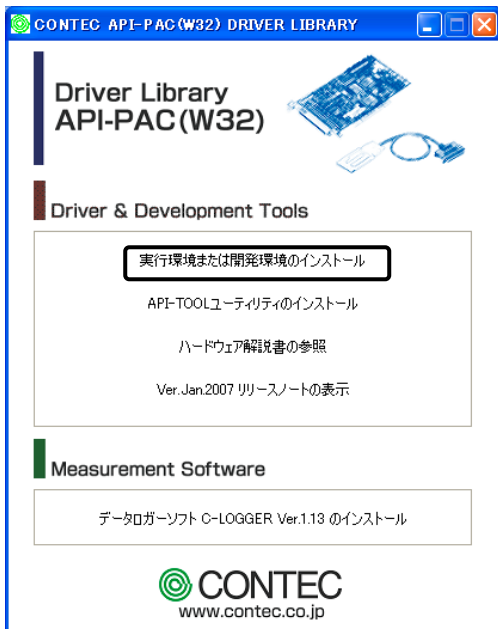 CONTEC API-PAC(W32) DRIVER LIBRARY
Driver Library
API-PAC(W32)
Driver & Development Tools
実行環境または開発環境のインストール
API-TOOLユーティリティのインストール
ハードウェア解説書の参照
Ver.Jan.2007 リリースノートの表示
Measurement Software
データロガーソフト C-LOGGER Ver.1.13 のインストール
CONTEC
www.contec.co.jp